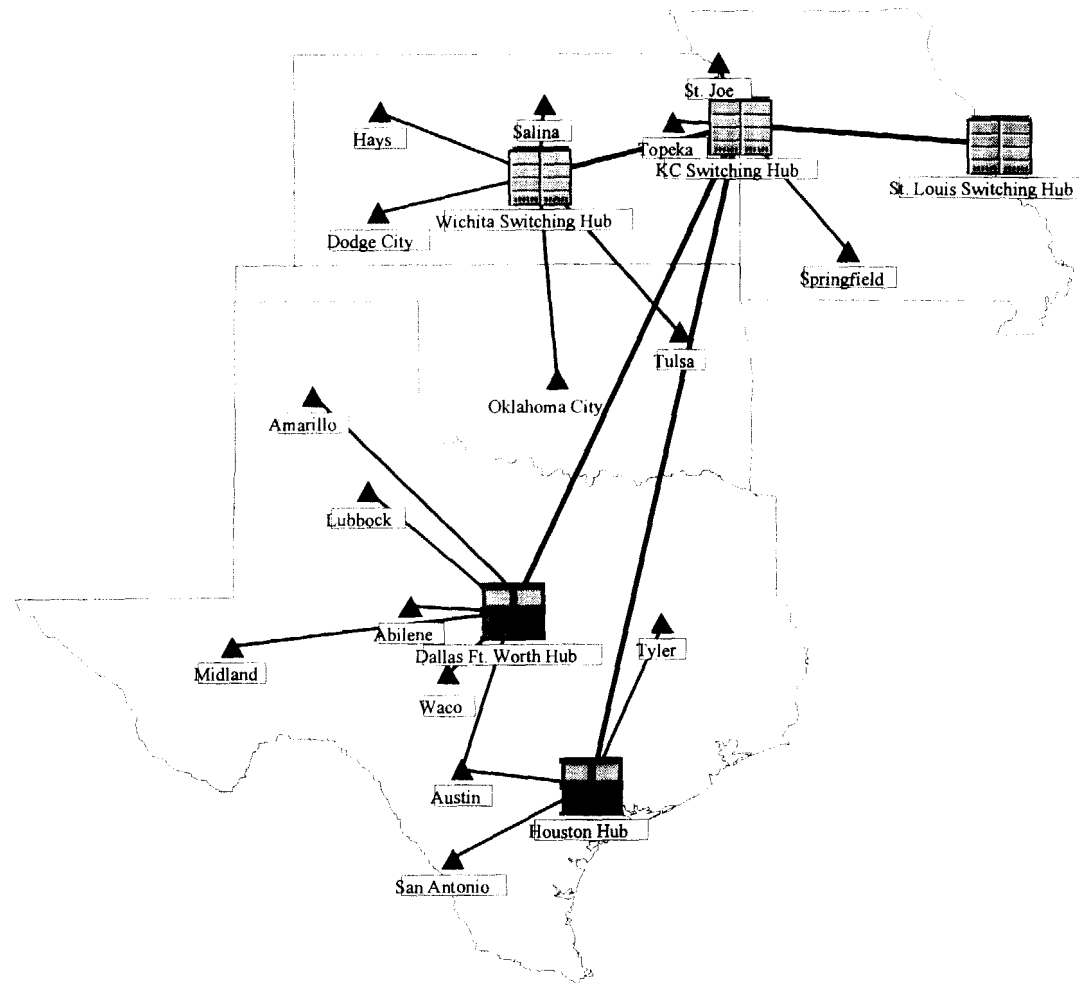 St. Joe
Hays
Salina
Topeka
KC Switching Hub
St. Louis Switching Hub
Wichita Switching Hub
Dodge City
Springfield
Tulsa
Oklahoma City
Amarillo
Lubbock
Abilene
Dallas Ft. Worth Hub
Tyler
Midland
Waco
Austin
Houston Hub
San Antonio